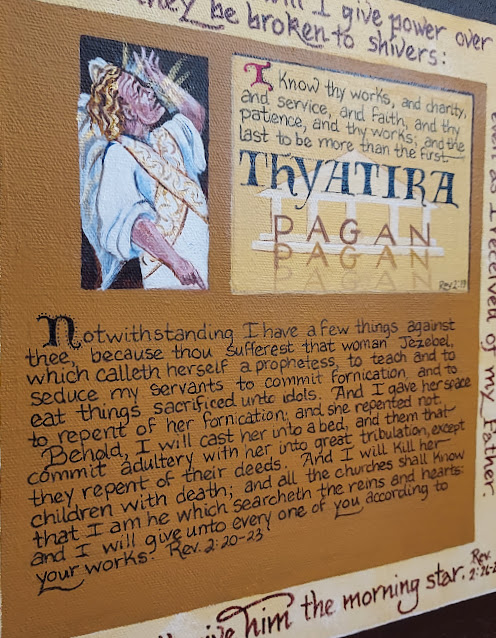 will I give power over
they be broken to shivers:
I Know thy works, and charity,
and service, and faith, and thy
patience, and thy works; and the
last to be more than the first
THYATIRA
PAGAN
PAGAN
Rev. 2:19
Notwithstanding I have a few things against
thee, because thou sufferest that woman Jezebel,
which calleth herself a prophetess, to teach and to
seduce my servants to commit fornication, and to
eat things sacrificed unto idols. And I gave her space
to repent of her fornication; and she repented not.
Behold, I will cast her into a bed, and them that
commit adultery with her into great tribulation, except
they repent of their deeds. And I will kill her
children with death; and all the churches shall know
that I am he which searcheth the reins and hearts:
and I will give unto every one of you according to
your works. Rev. 2:20-23
as I received of my Father.
give him the morning star.
Rev.